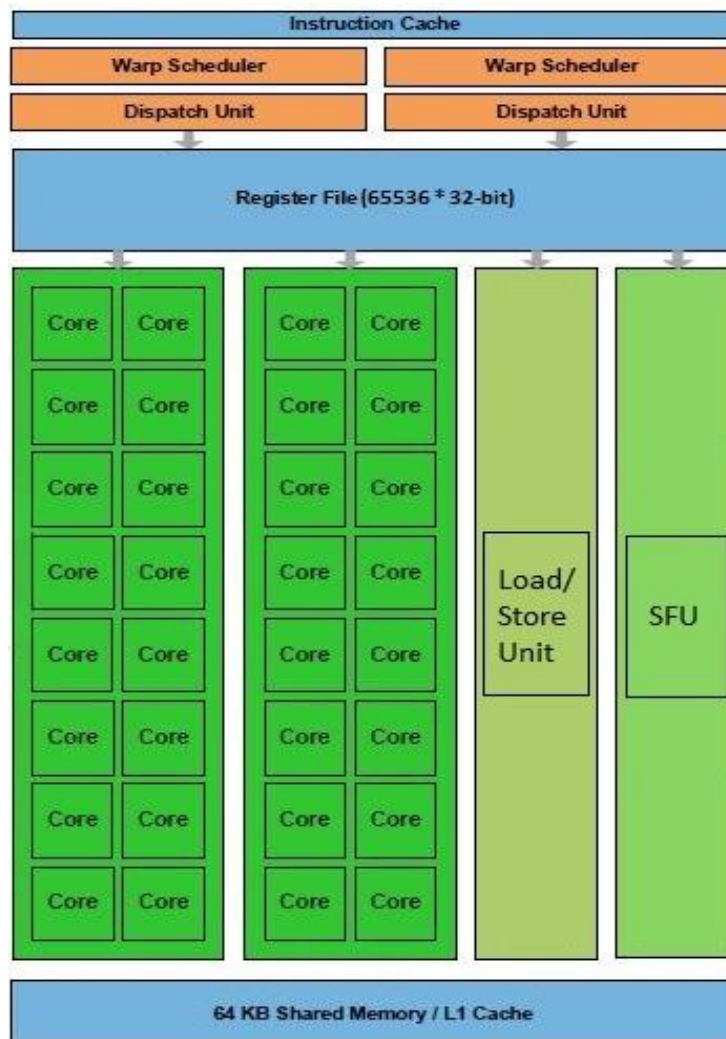 Instruction Cache
Warp Scheduler Warp Scheduler
Dispatch Unit Dispatch Unit
Register File(65536 * 32-bit)
Core Core Core Core
Core Core Core Core
Core Core Core Core
Core Core Core Core
Core Core Core Core
Core Core Core Core
Core Core Core Core
Core Core Core Core
Load/
Store
Unit
SFU
64 KB Shared Memory / L1 Cache